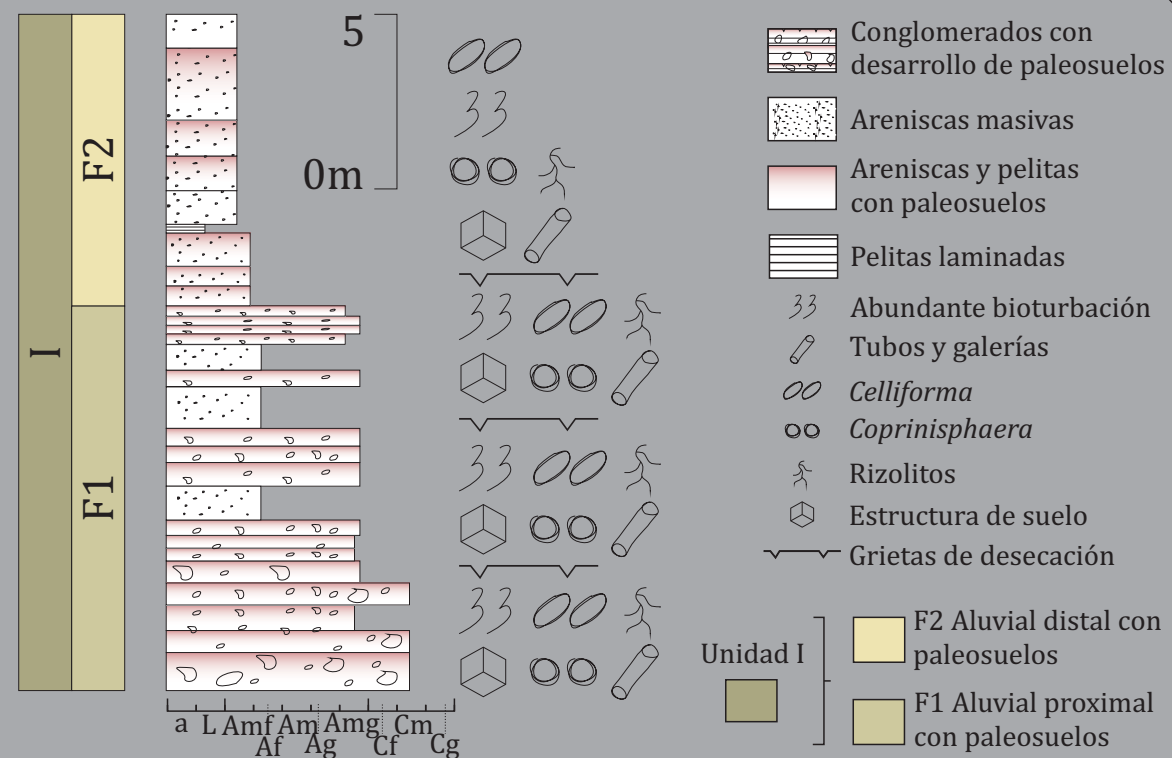 5
0m
F2
I
F1
a L Amf Am Amg Cm
Af Ag Cf Cg
Conglomerados con
desarrollo de paleosuelos
Areniscas masivas
Areniscas y pelitas
con paleosuelos
Pelitas laminadas
Abundante bioturbación
Tubos y galerías
Celliforma
Coprinisphaera
Rizolitos
Estructura de suelo
Grietas de desecación
Unidad I
F2 Aluvial distal con
paleosuelos
F1 Aluvial proximal
con paleosuelos